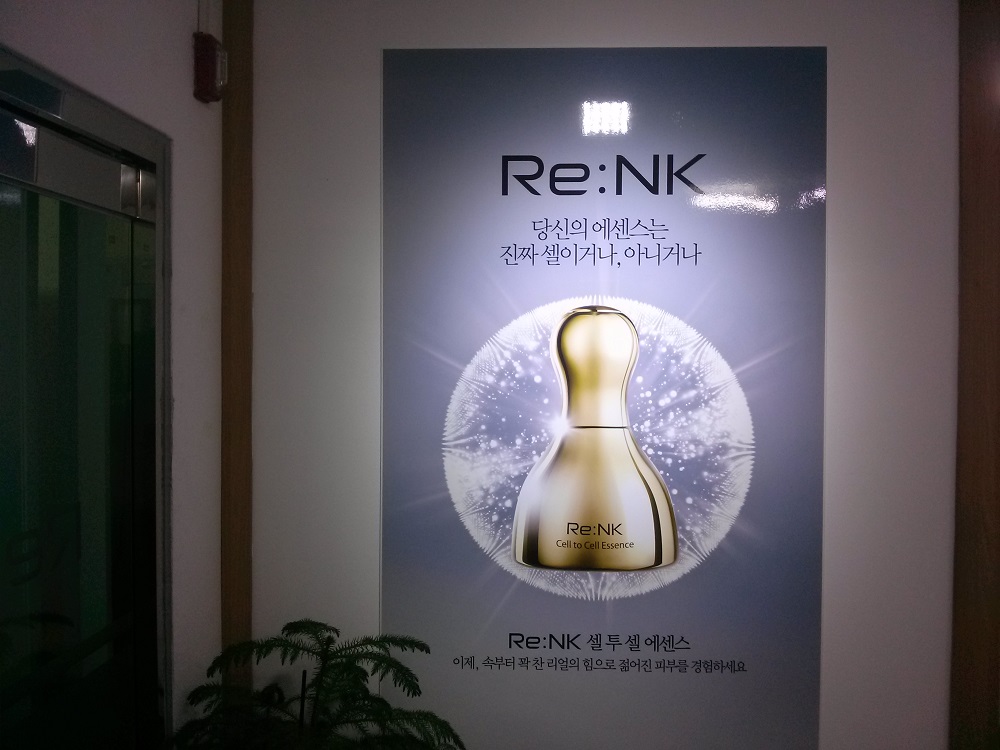 Re:NK
당신의 에센스는
진짜 셀이거나, 아니거나
Re:NK
Cell to Cell Essence
Re:NK 셀 투 셀 에센스
이제, 속부터 꽉 찬 리얼의 힘으로 젊어진 피부를 경험하세요